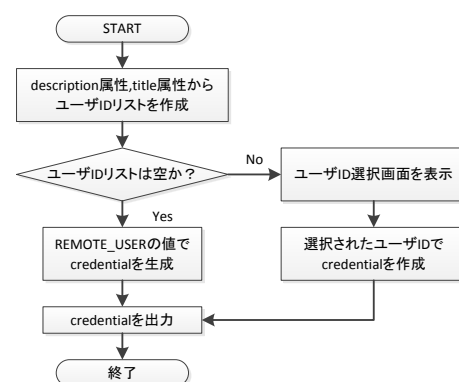 START
description属性,title属性から
ユーザIDリストを作成
ユーザIDリストは空か？
No
ユーザID選択画面を表示
Yes
REMOTE_USERの値で
credentialを生成
選択されたユーザIDで
credentialを作成
credentialを出力
終了